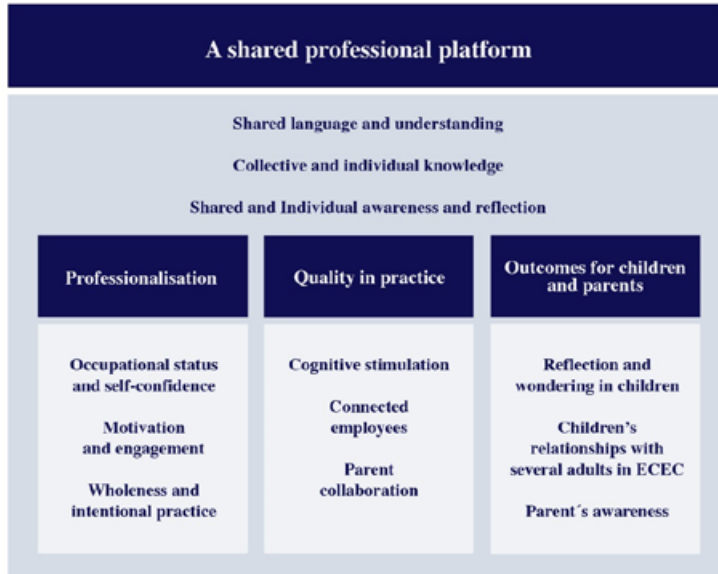 A shared professional platform
Shared language and understanding
Collective and individual knowledge
Shared and Individual awareness and reflection
Professionalisation
Occupational status
and self-confidence
Motivation
and engagement
Wholeness and
intentional practice
Quality in practice
Cognitive stimulation
Connected
employees
Parent
collaboration
Outcomes for children
and parents
Reflection and
wondering in children
Children’s
relationships with
several adults in ECEC
Parent´s awareness